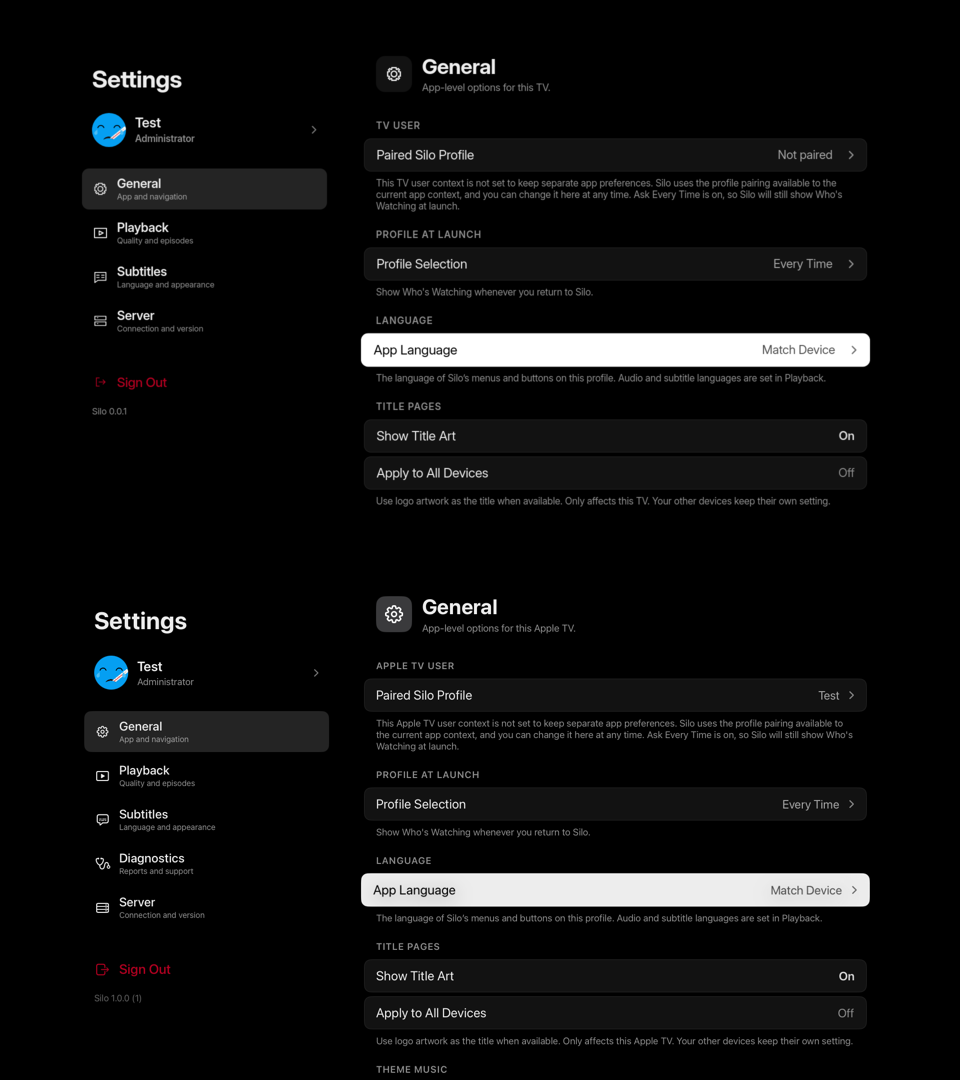 Settings
Test
Administrator
General
App and navigation
Playback
Quality and episodes
Subtitles
Language and appearance
Server
Connection and version
Sign Out
Silo 0.0.1
General
App-level options for this TV.
TV USER
Paired Silo Profile
Not paired
This TV user context is not set to keep separate app preferences. Silo uses the profile pairing available to the
current app context, and you can change it here at any time. Ask Every Time is on, so Silo will still show Who's
Watching at launch.
PROFILE AT LAUNCH
Profile Selection
Every Time
Show Who's Watching whenever you return to Silo.
LANGUAGE
App Language
Match Device
The language of Silo's menus and buttons on this profile. Audio and subtitle languages are set in Playback.
TITLE PAGES
Show Title Art
On
Apply to All Devices
Off
Use logo artwork as the title when available. Only affects this TV. Your other devices keep their own setting.
Settings
Test
Administrator
General
App and navigation
Playback
Quality and episodes
Subtitles
Language and appearance
Diagnostics
Reports and support
Server
Connection and version
Sign Out
Silo 1.0.0 (1)
General
App-level options for this Apple TV.
APPLE TV USER
Paired Silo Profile
Test
This Apple TV user context is not set to keep separate app preferences. Silo uses the profile pairing available to
the current app context, and you can change it here at any time. Ask Every Time is on, so Silo will still show Who's
Watching at launch.
PROFILE AT LAUNCH
Profile Selection
Every Time
Show Who's Watching whenever you return to Silo.
LANGUAGE
App Language
Match Device
The language of Silo's menus and buttons on this profile. Audio and subtitle languages are set in Playback.
TITLE PAGES
Show Title Art
On
Apply to All Devices
Off
Use logo artwork as the title when available. Only affects this Apple TV. Your other devices keep their own setting.
THEME MUSIC